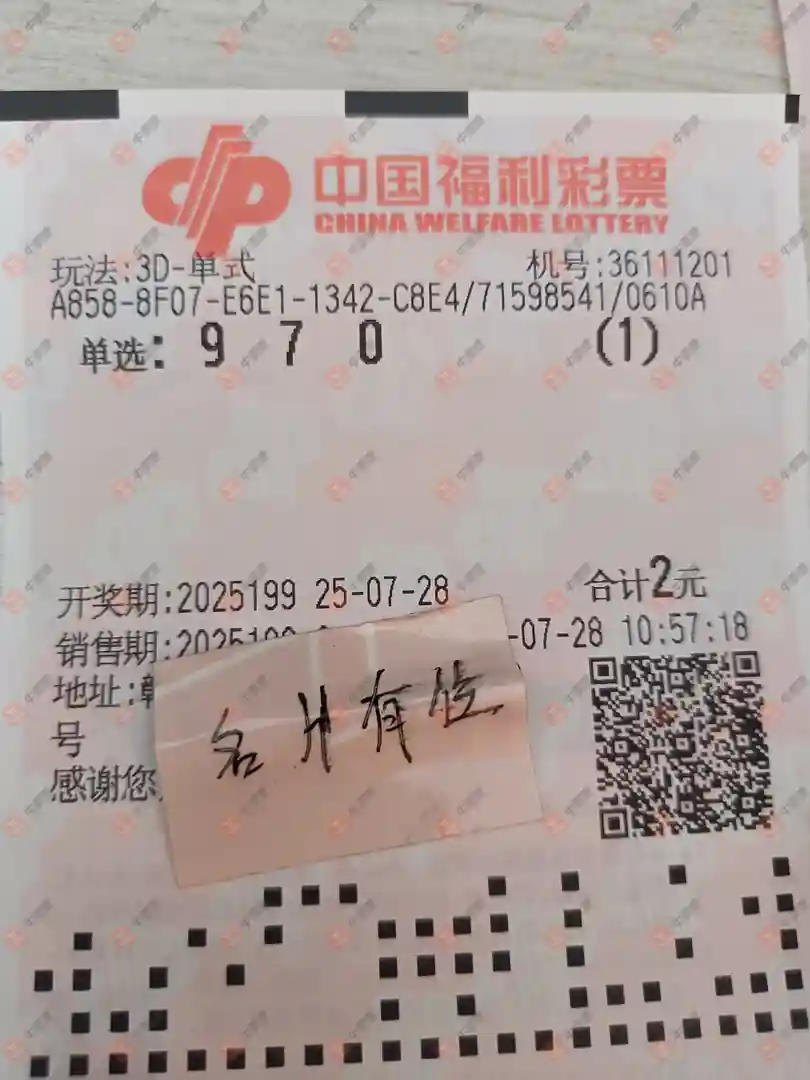 中国福利彩票
CHINA WELFARE LOTTERY
玩法:3D-单式 机号:36111201
A858-8F07-E6E1-1342-C8E4/71598541/0610A
单选: 9 7 0 (1)
开奖期:2025199 25-07-28 合计2元
销售期: -07-28 10:57:18
地址:
号
感谢您
名片有